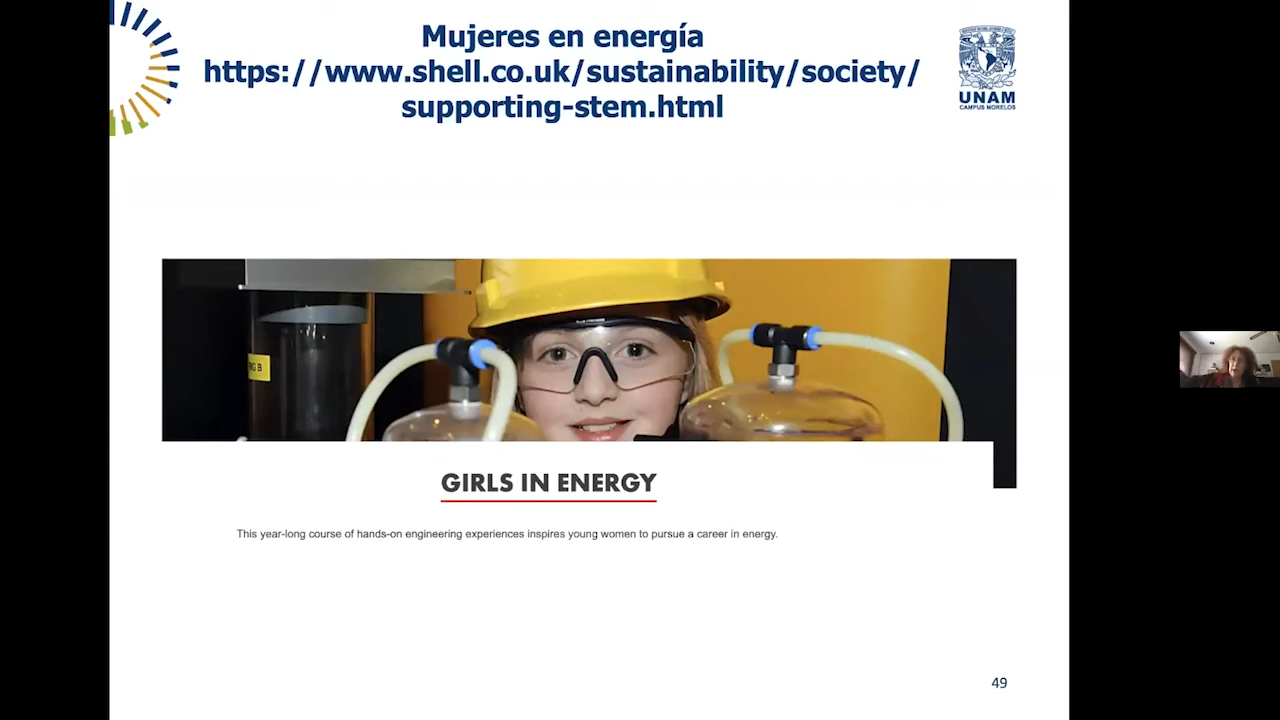 Mujeres en energía
https://www.shell.co.uk/sustainability/society/
supporting-stem.html
UNAM
CAMPUS MORELOS
RG B
GIRLS IN ENERGY
This year-long course of hands-on engineering experiences inspires young women to pursue a career in energy.
49